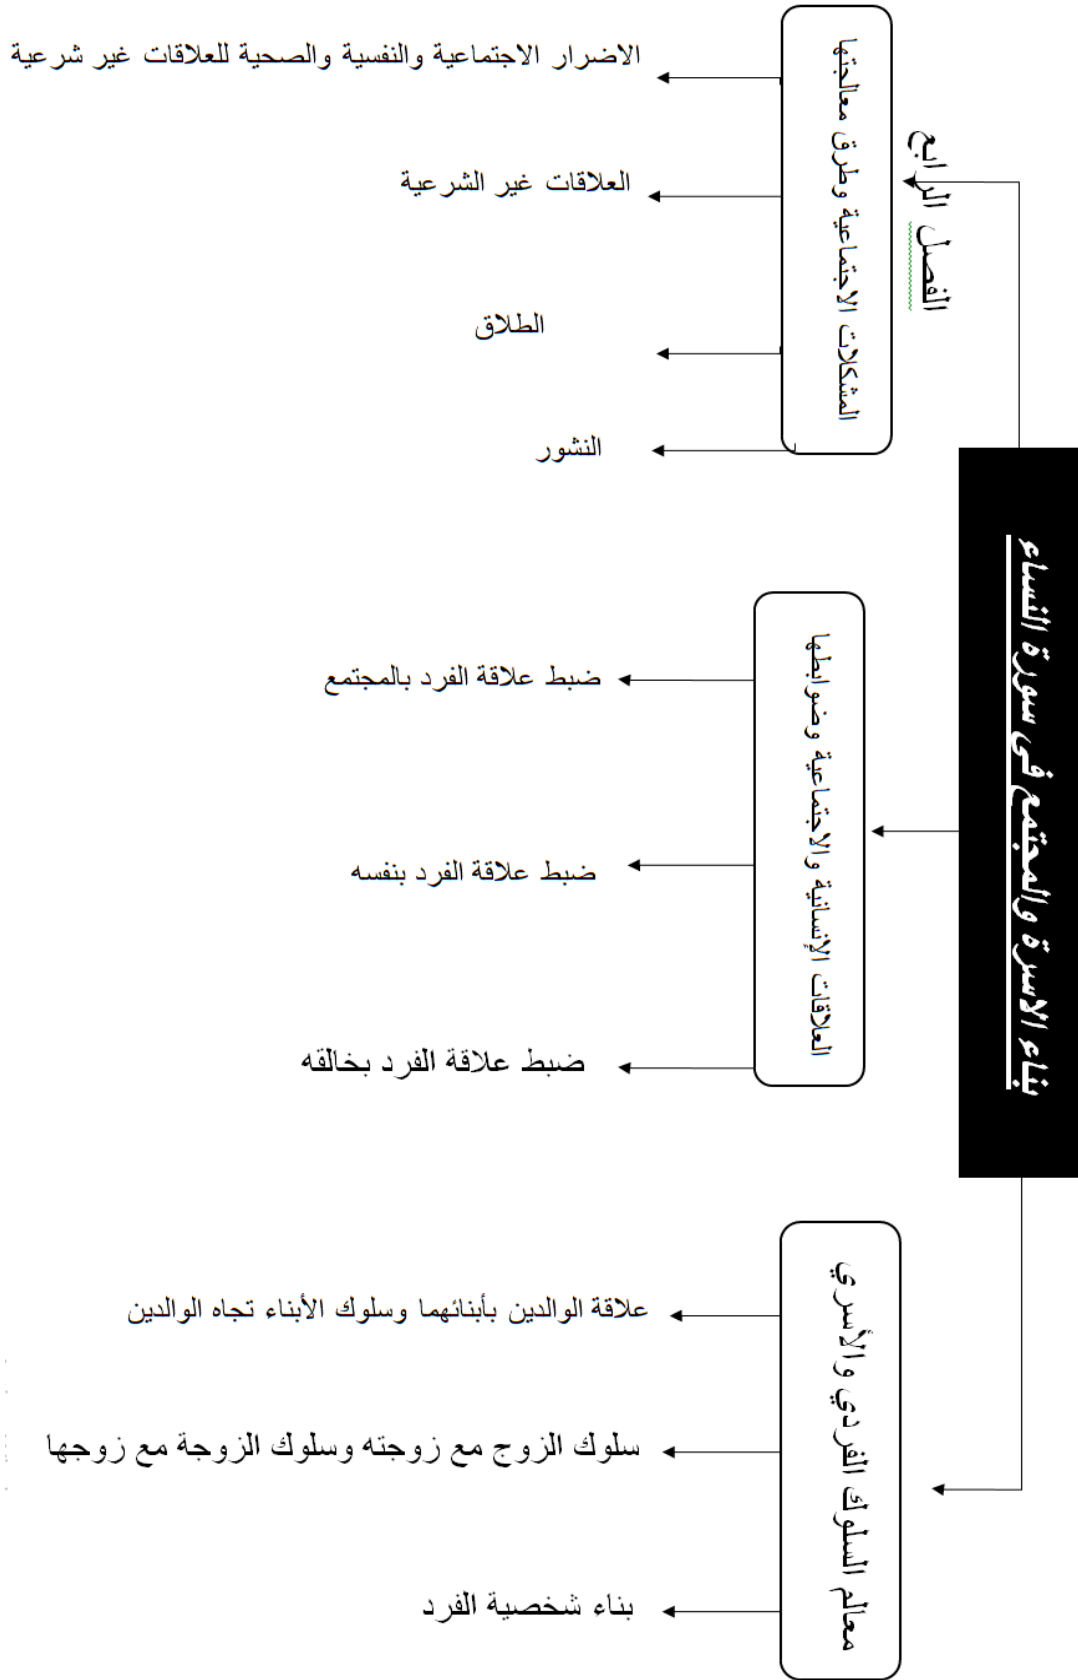 الفصل الرابع
بناء الاسرة والمجتمع في سورة النساء
معالم السلوك الفردي والأسري
بناء شخصية الفرد
سلوك الزوج مع زوجته وسلوك الزوجة مع زوجها
علاقة الوالدين بأبنائهما وسلوك الأبناء تجاه الوالدين
العلاقات الإنسانية والاجتماعية وضوابطها
ضبط علاقة الفرد بخالقه
ضبط علاقة الفرد بنفسه
ضبط علاقة الفرد بالمجتمع
المشكلات الاجتماعية وطرق معالجتها
النشور
الطلاق
العلاقات غير الشرعية
الاضرار الاجتماعية والنفسية والصحية للعلاقات غير شرعية